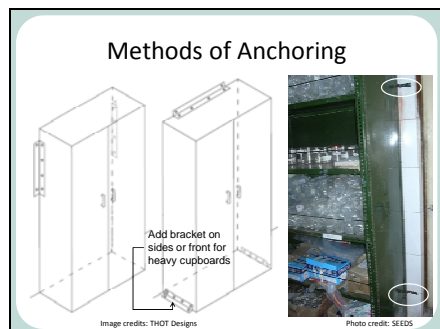 Methods of Anchoring
Add bracket on
sides or front for
heavy cupboards
Image credits: THOT Designs
Photo credit: SEEDS